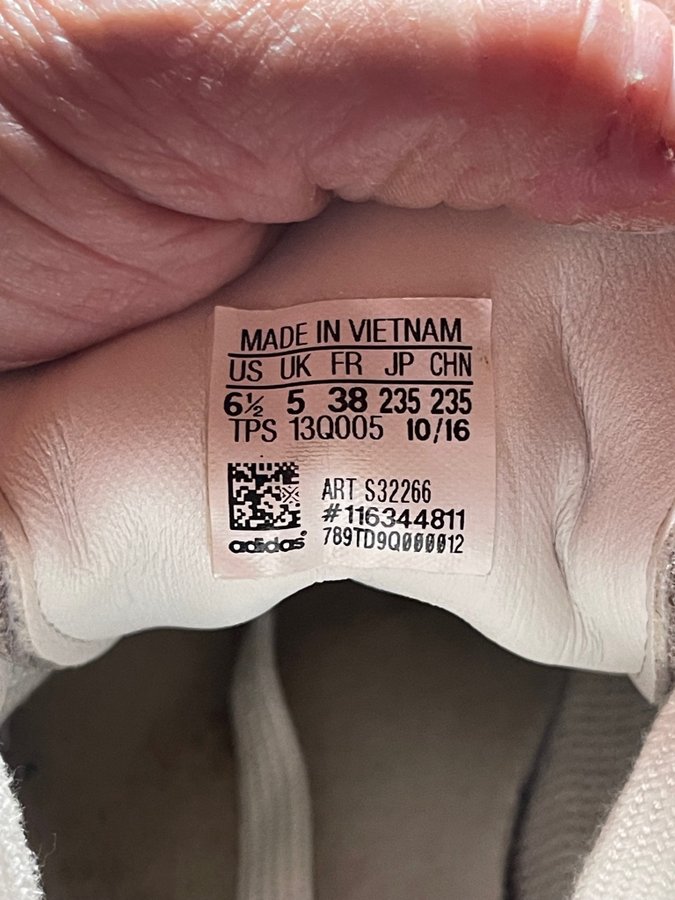 MADE IN VIETNAM
US UK FR JP CHN
6½ 5 38 235 235
TPS 13Q005 10/16
ART S32266
#116344811
789TD9Q000012
adidas®